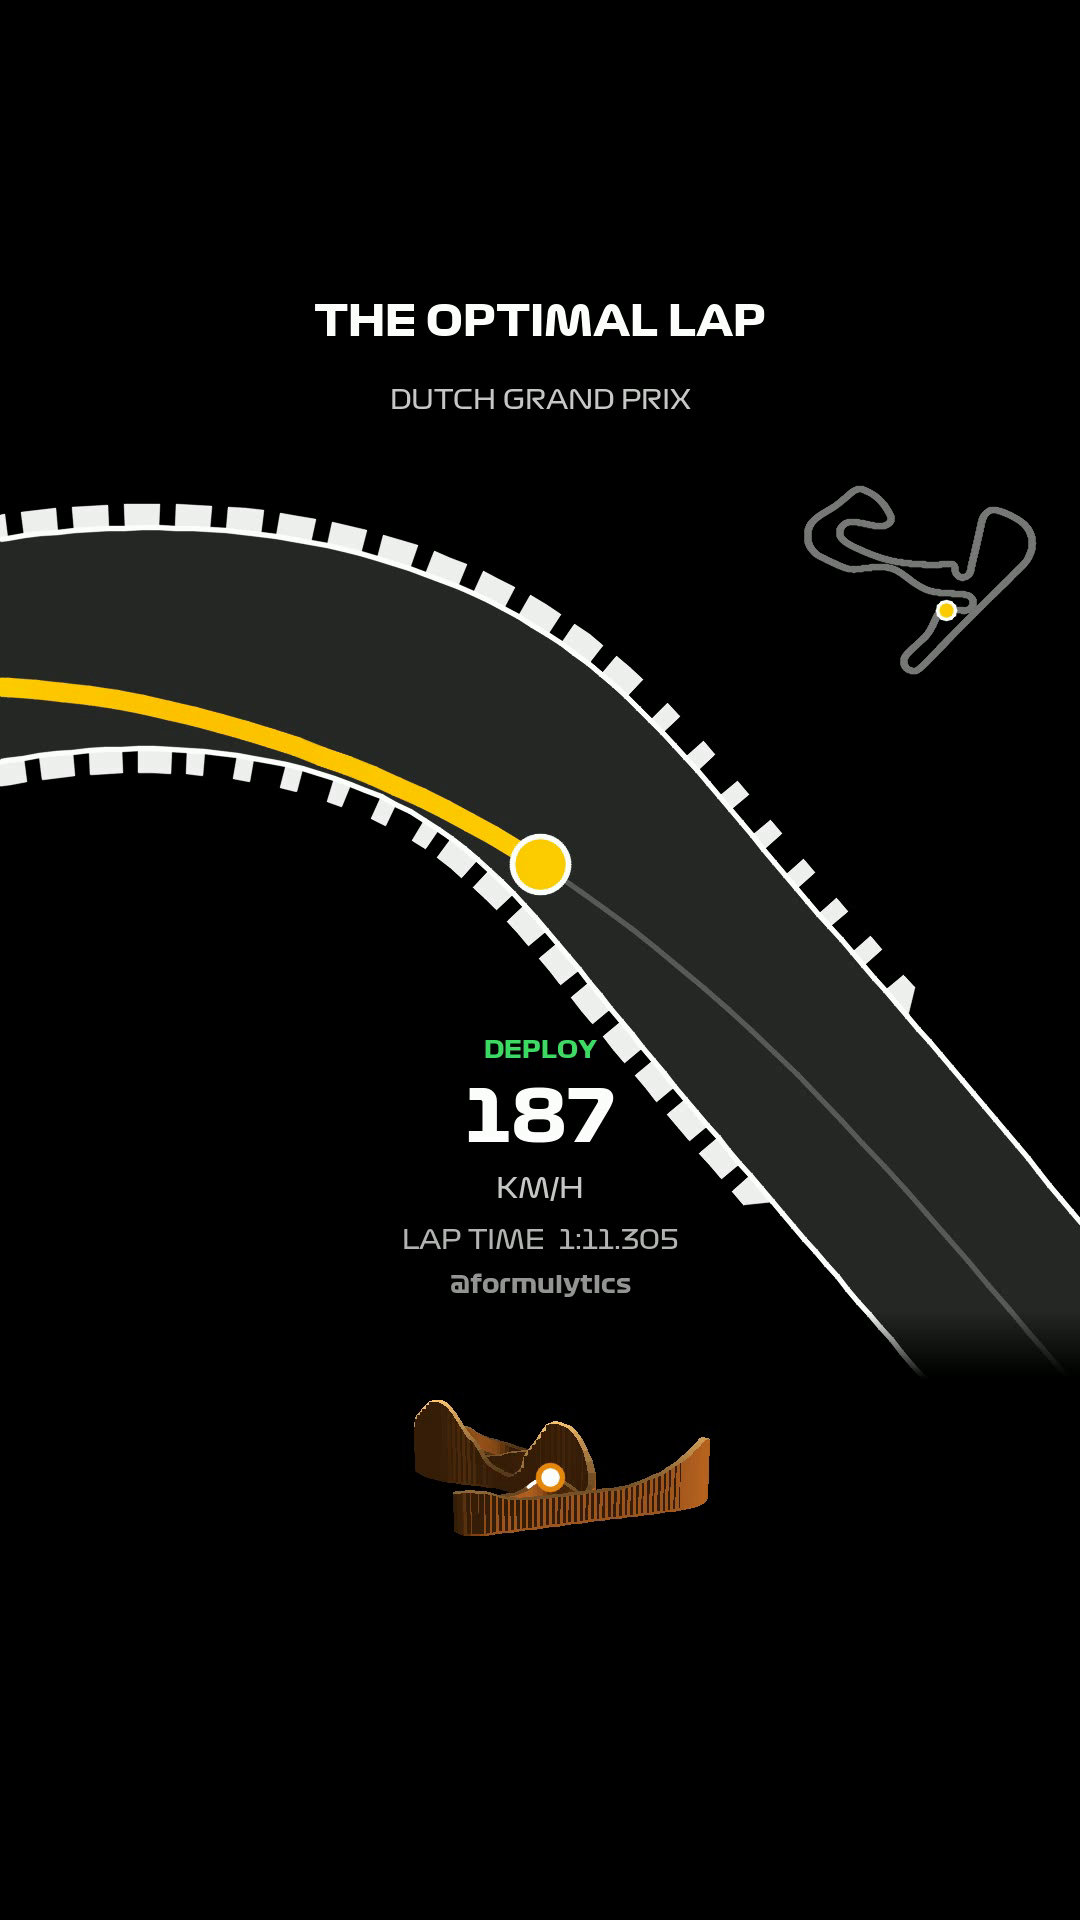 THE OPTIMAL LAP
DUTCH GRAND PRIX
DEPLOY
187
KM/H
LAP TIME 1:11.305
@formulytics